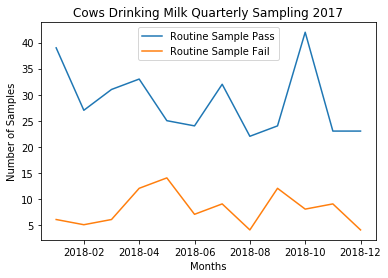 Cows Drinking Milk Quarterly Sampling 2017
Routine Sample Pass
Routine Sample Fail
Number of Samples
40
35
30
25
20
15
10
5
2018-02 2018-04 2018-06 2018-08 2018-10 2018-12
Months